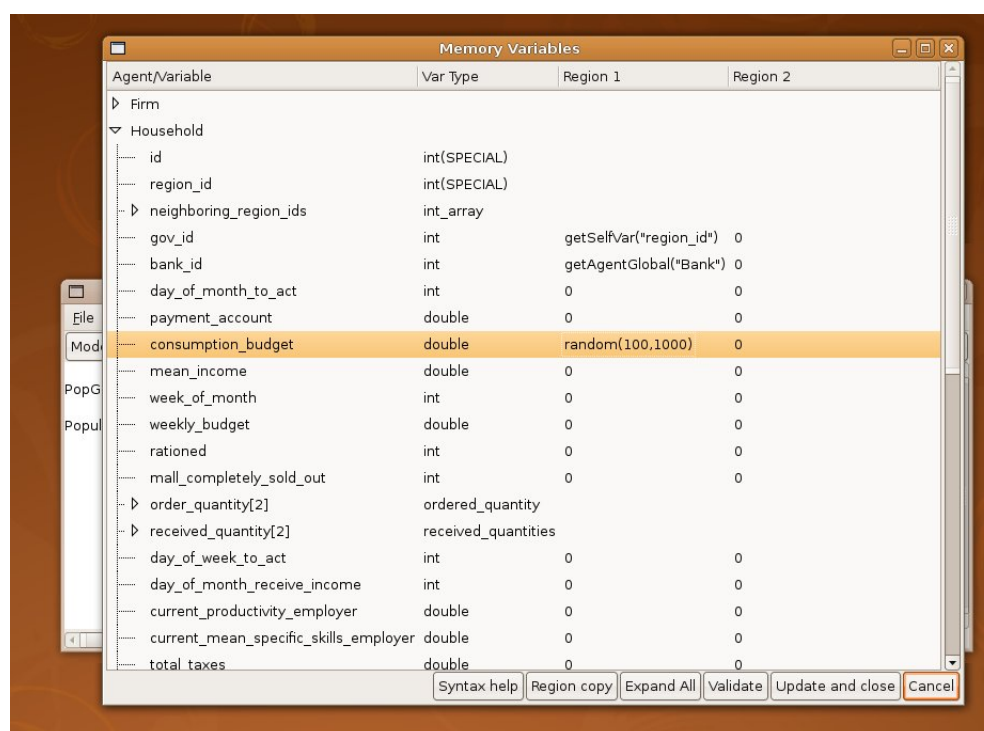 Memory Variables
Agent/Variable Var Type Region 1 Region 2
Firm
Household
id int(SPECIAL)
region_id int(SPECIAL)
neighboring_region_ids int_array
gov_id int getSelfVar("region_id") 0
bank_id int getAgentGlobal("Bank") 0
day_of_month_to_act int 0 0
File payment_account double 0 0
consumption_budget double random(100,1000) 0
mean_income double 0 0
week_of_month int 0 0
weekly_budget double 0 0
rationed int 0 0
mall_completely_sold_out int 0 0
order_quantity[2] ordered_quantity
received_quantity[2] received_quantities
day_of_week_to_act int 0 0
day_of_month_receive_income int 0 0
current_productivity_employer double 0 0
current_mean_specific_skills_employer double 0 0
total_taxes double 0 0
Syntax help Region copy Expand All Validate Update and close Cancel